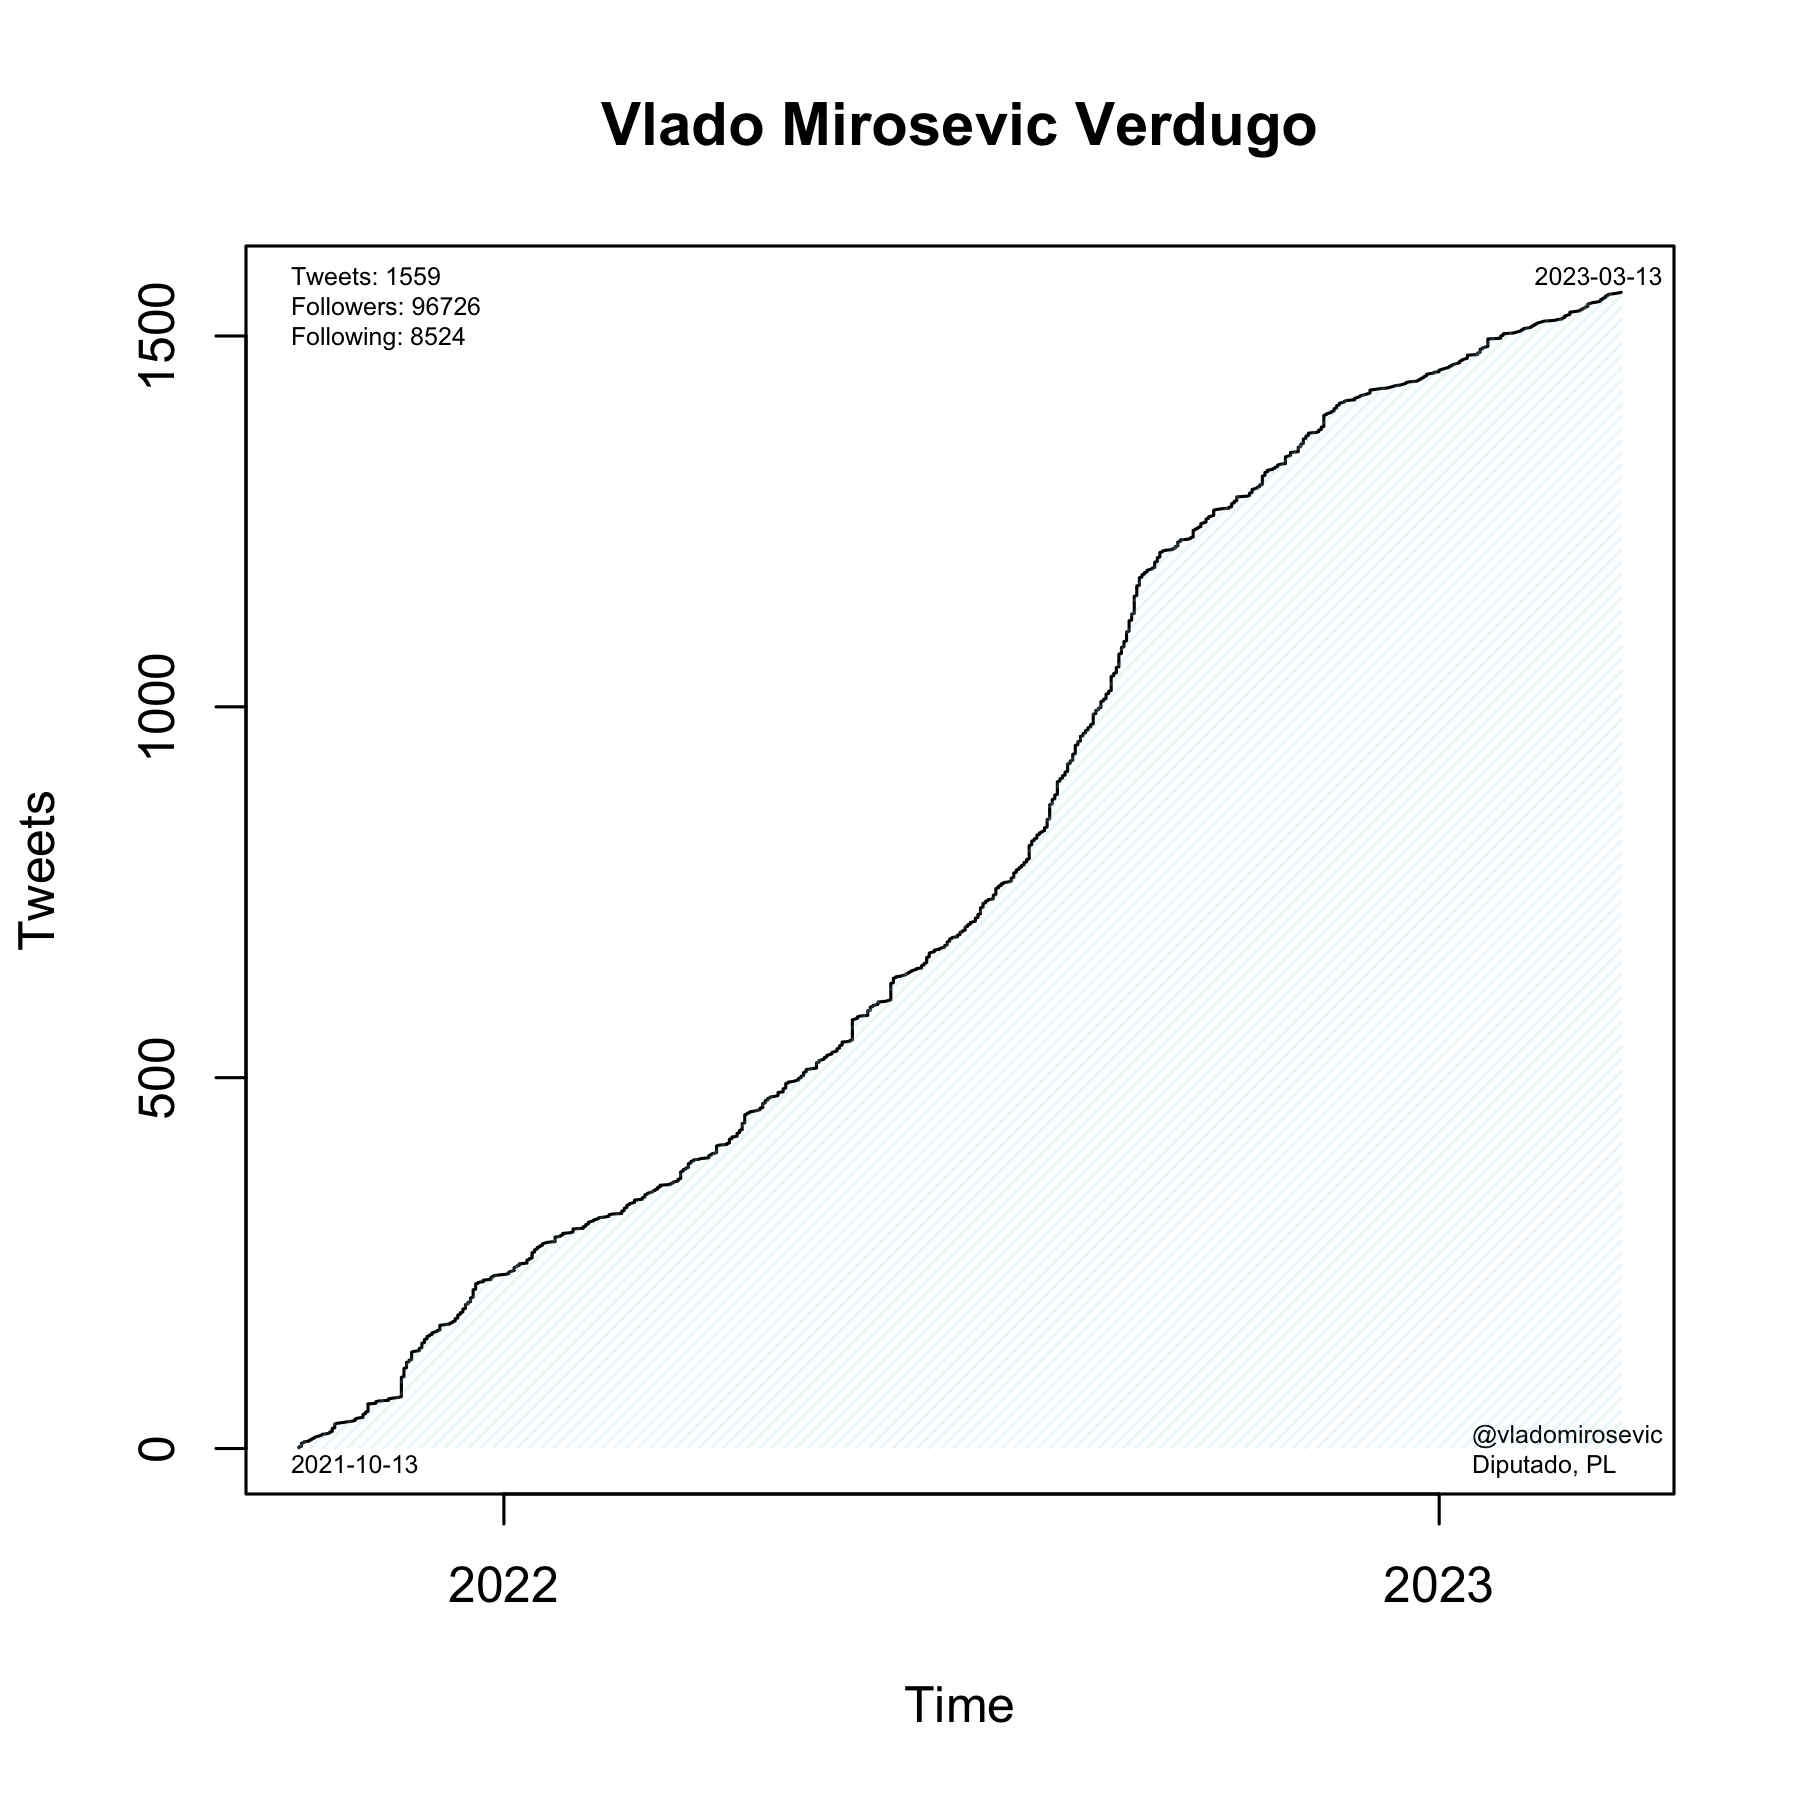 Vlado Mirosevic Verdugo
Tweets: 1559
Followers: 96726
Following: 8524
2023-03-13
1500
1000
500
0
Tweets
2021-10-13
@vladomirosevic
Diputado, PL
2022
2023
Time